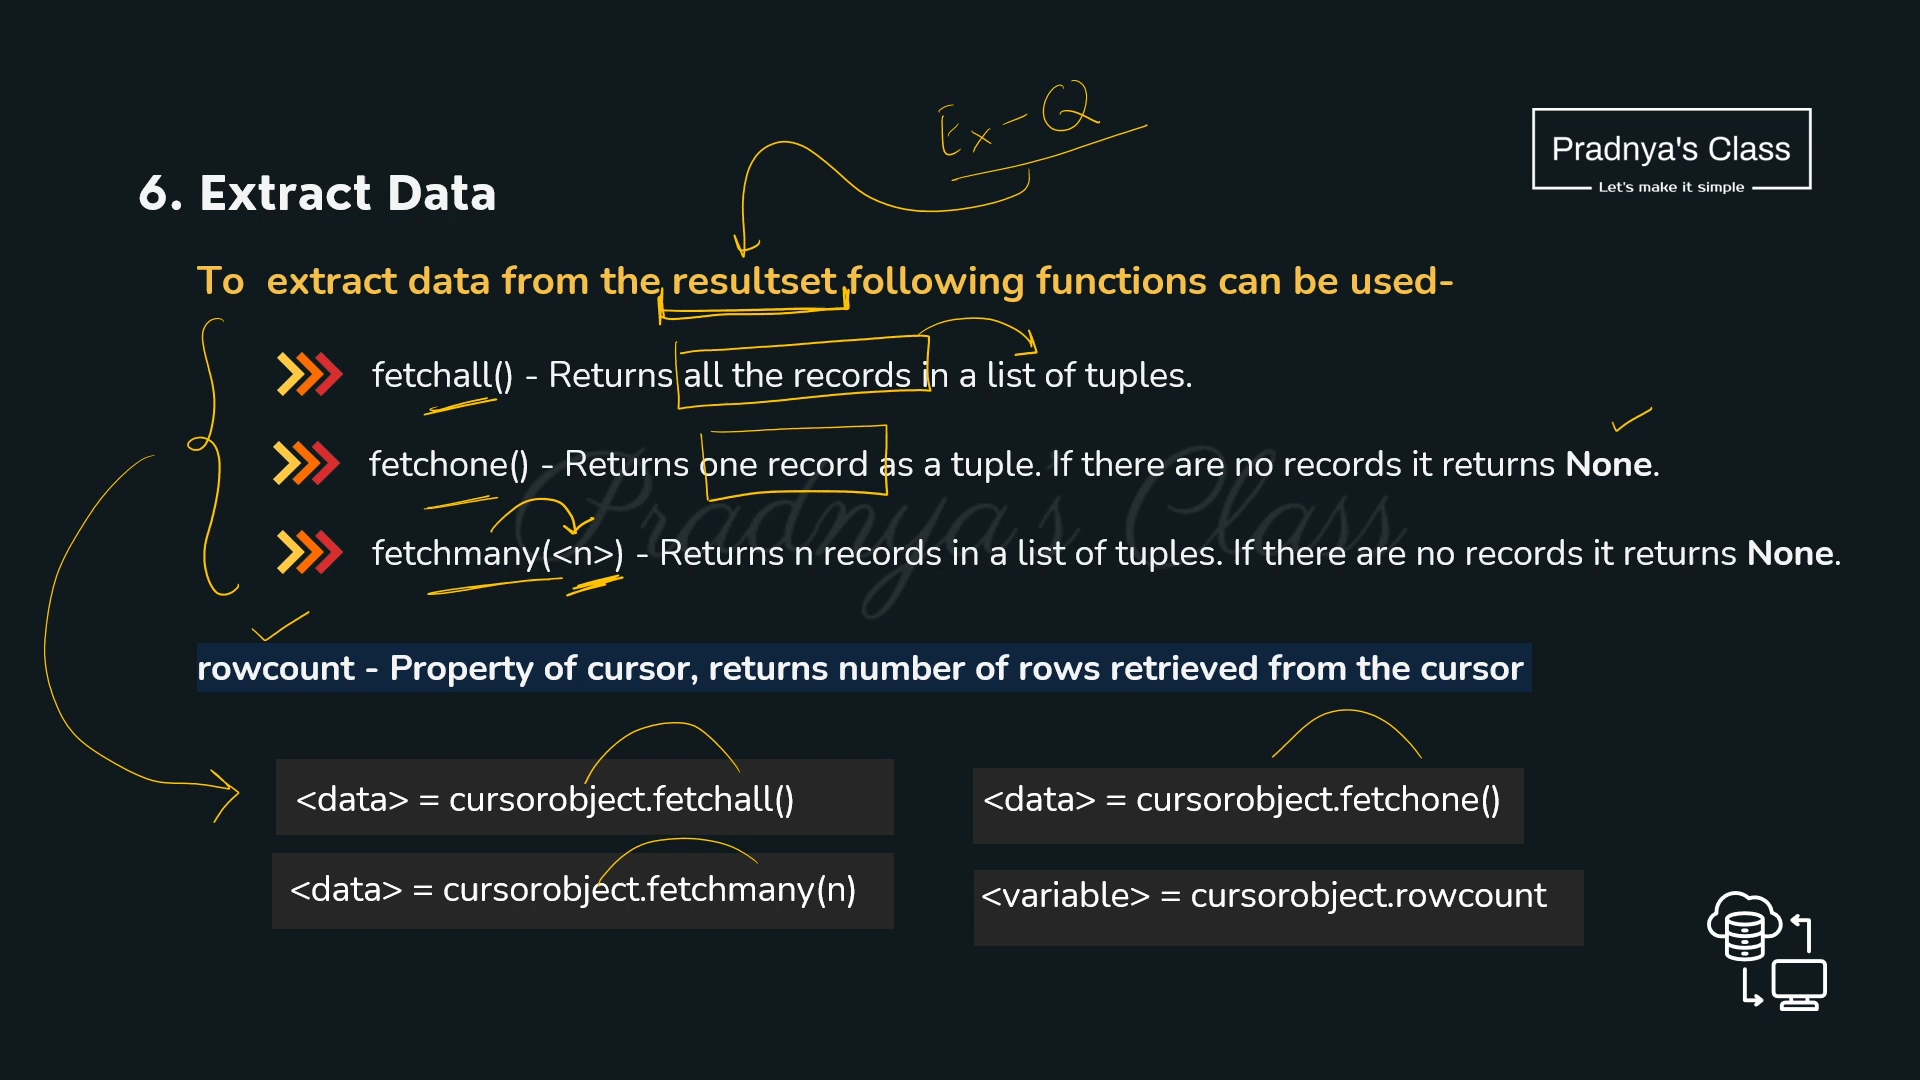 Ex-Q
Pradnya's Class
Let's make it simple
6. Extract Data
To extract data from the resultset following functions can be used-
fetchall() - Returns all the records in a list of tuples.
fetchone() - Returns one record as a tuple. If there are no records it returns None.
Pradnya's Class
fetchmany(<n>) - Returns n records in a list of tuples. If there are no records it returns None.
rowcount - Property of cursor, returns number of rows retrieved from the cursor
<data> = cursorobject.fetchall()
<data> = cursorobject.fetchone()
<data> = cursorobject.fetchmany(n)
<variable> = cursorobject.rowcount